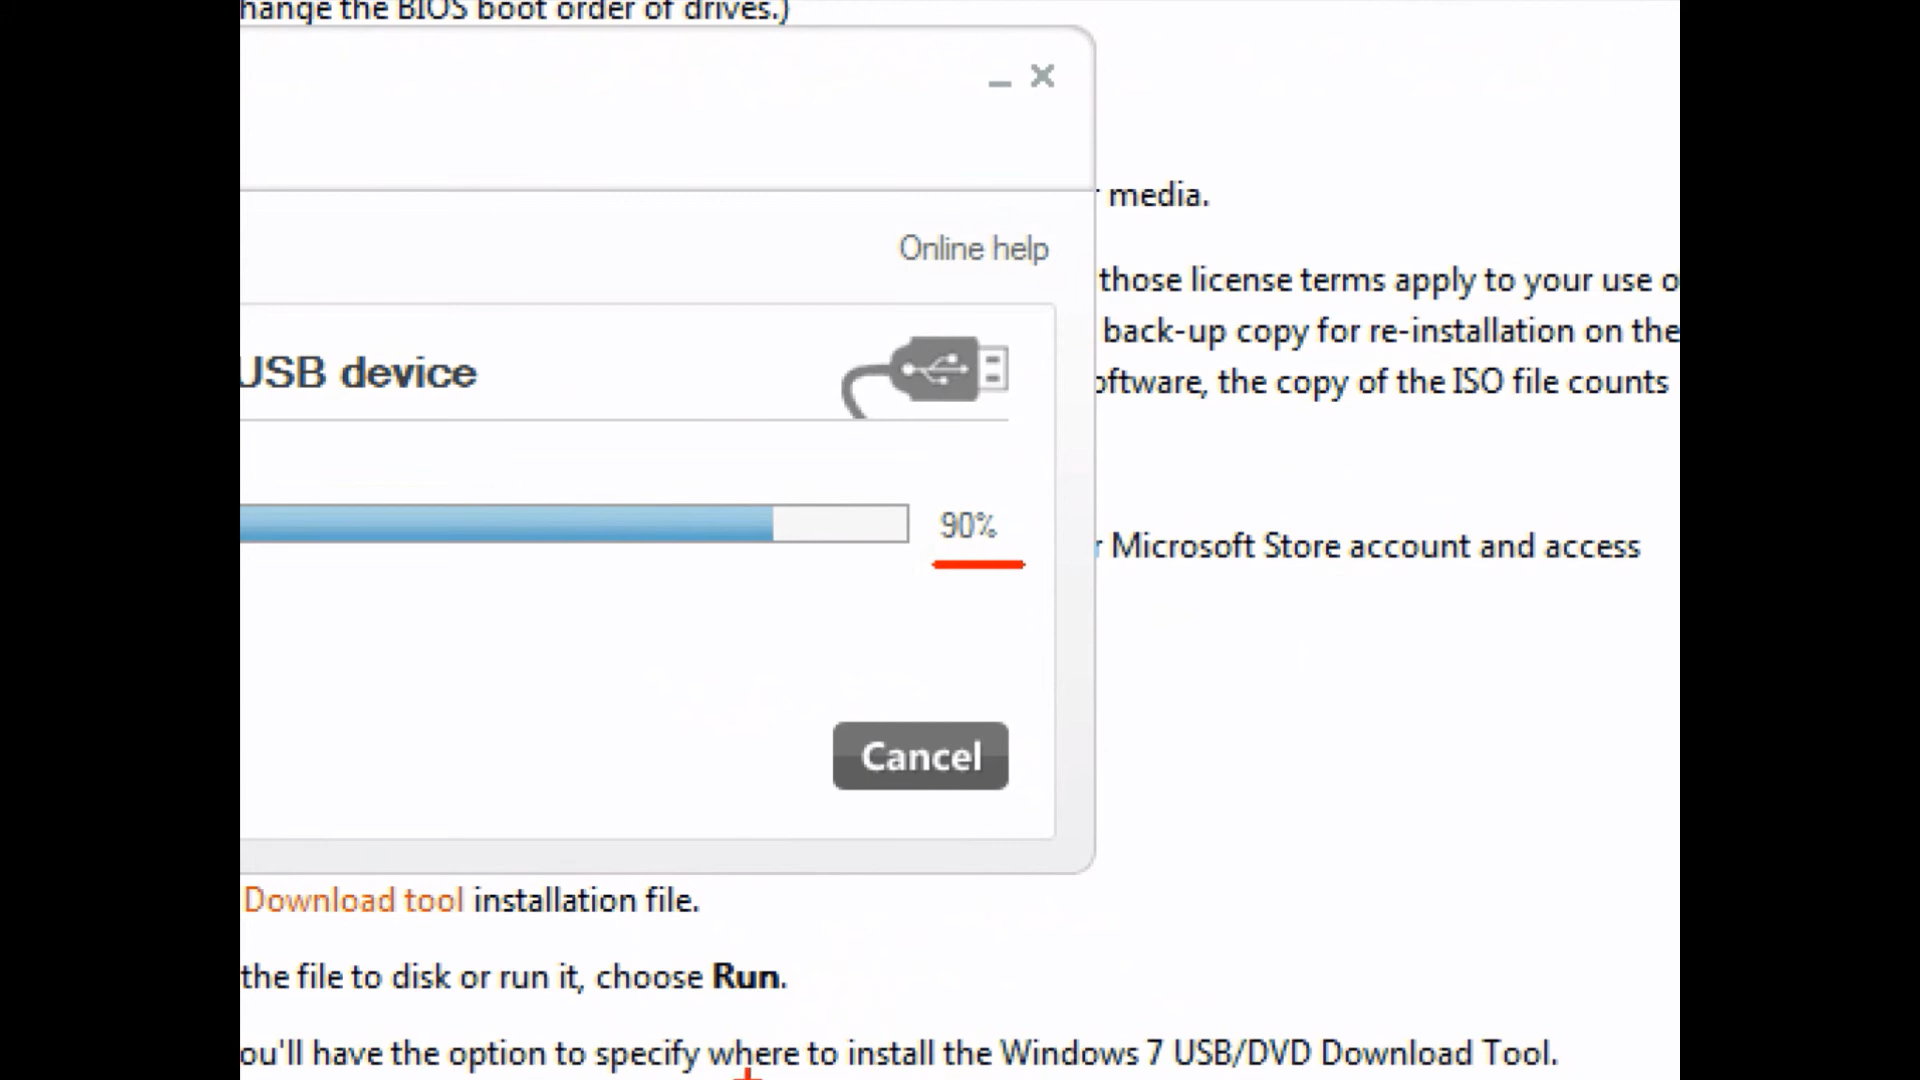 hange the BIOS boot order of drives.)
media.
Online help
those license terms apply to your use o
back-up copy for re-installation on the
USB device
oftware, the copy of the ISO file counts
90%
r Microsoft Store account and access
Cancel
Download tool installation file.
the file to disk or run it, choose Run.
ou'll have the option to specify where to install the Windows 7 USB/DVD Download Tool.